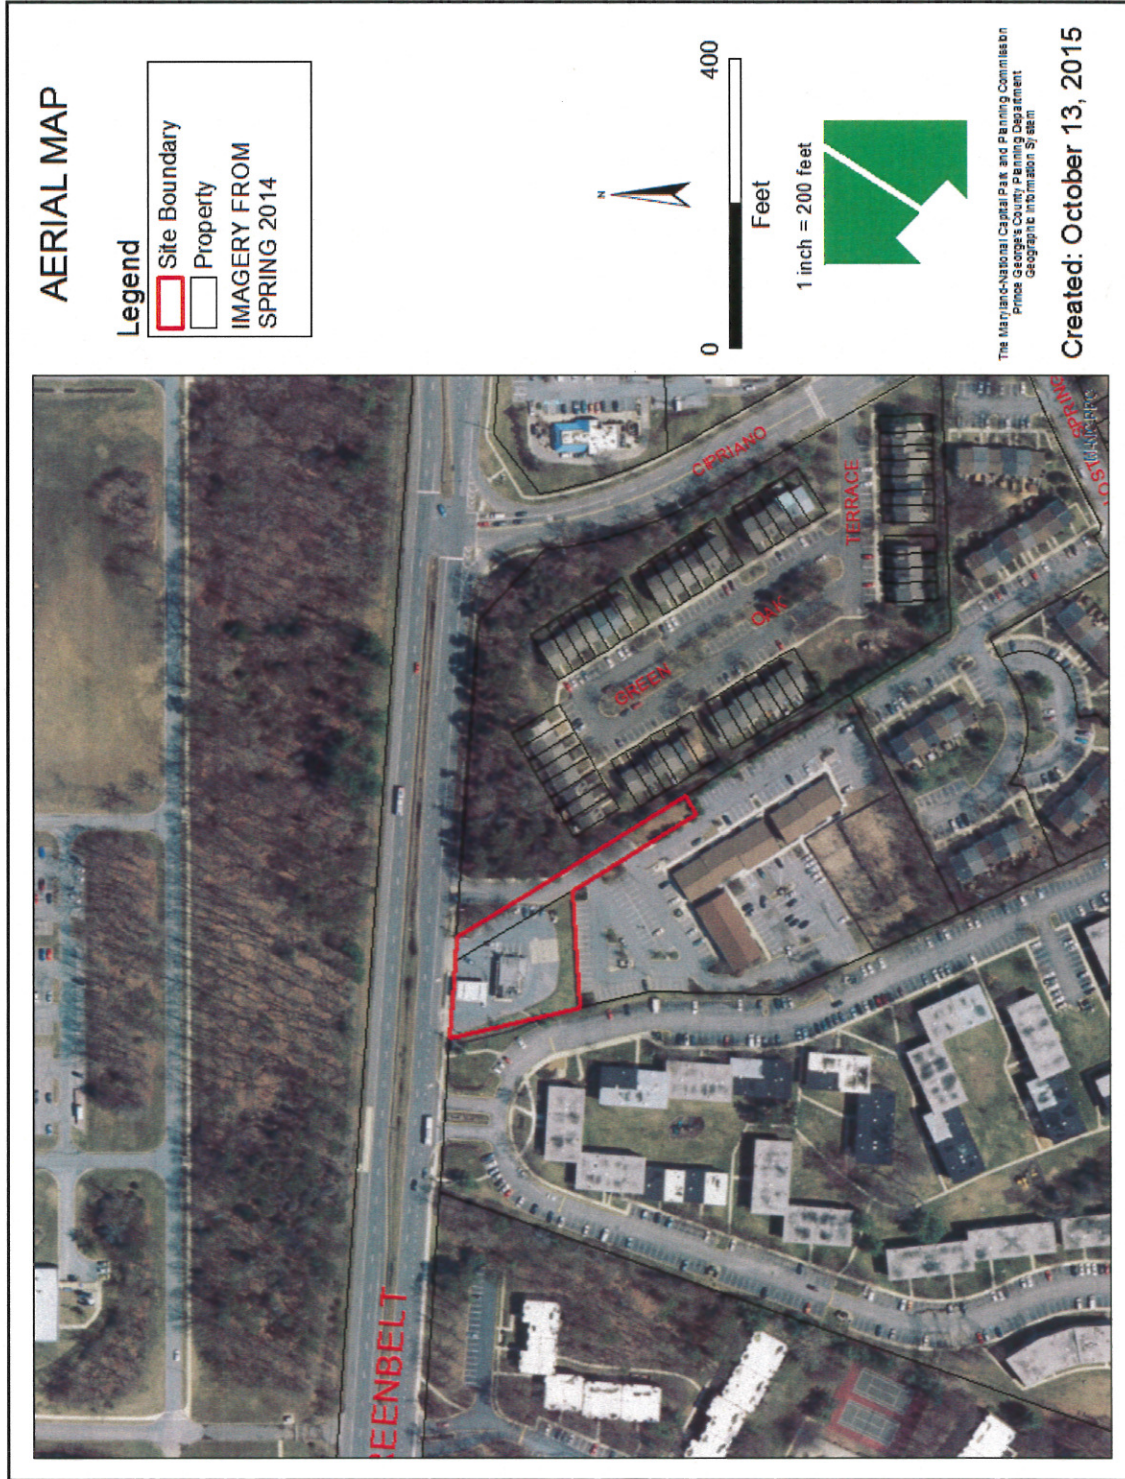 AERIAL MAP
Legend
Site Boundary
Property
IMAGERY FROM
SPRING 2014
N
0
400
Feet
1 inch = 200 feet
The Maryland-National Capital Park and Planning Commission
Prince George's County Planning Department
Geographic Information System
Created: October 13, 2015
EENBELT
CIPRIANO
GREEN
OAK
TERRACE
LOST SPRING